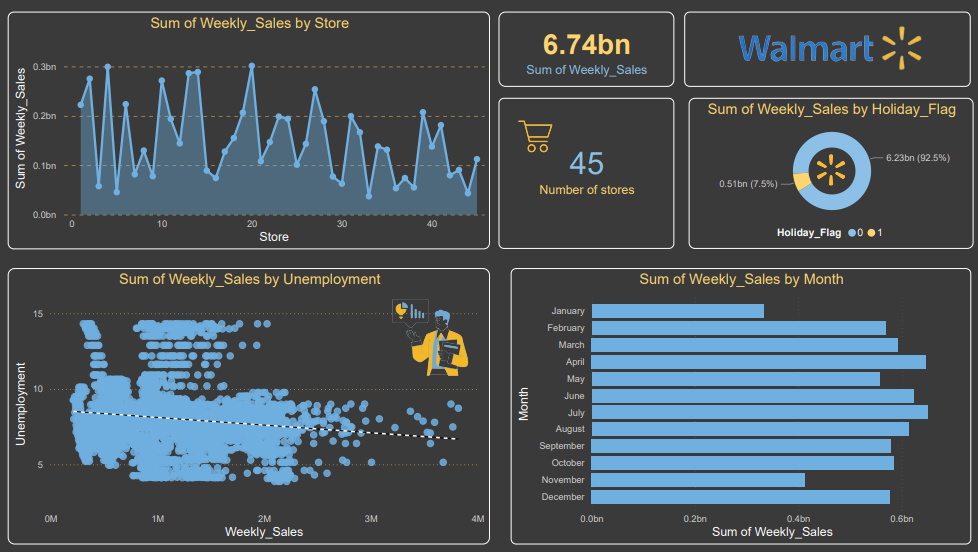 Sum of Weekly_Sales by Store
Sum of Weekly_Sales
0.3bn
0.2bn
0.1bn
0.0bn
0 10 20 30 40
Store
6.74bn
Sum of Weekly_Sales
Walmart
45
Number of stores
Sum of Weekly_Sales by Holiday_Flag
6.23bn (92.5%)
0.51bn (7.5%)
Holiday_Flag 0 1
Sum of Weekly_Sales by Unemployment
Unemployment
15
10
5
0M 1M 2M 3M 4M
Weekly_Sales
Sum of Weekly_Sales by Month
Month
January
February
March
April
May
June
July
August
September
October
November
December
0.0bn 0.2bn 0.4bn 0.6bn
Sum of Weekly_Sales